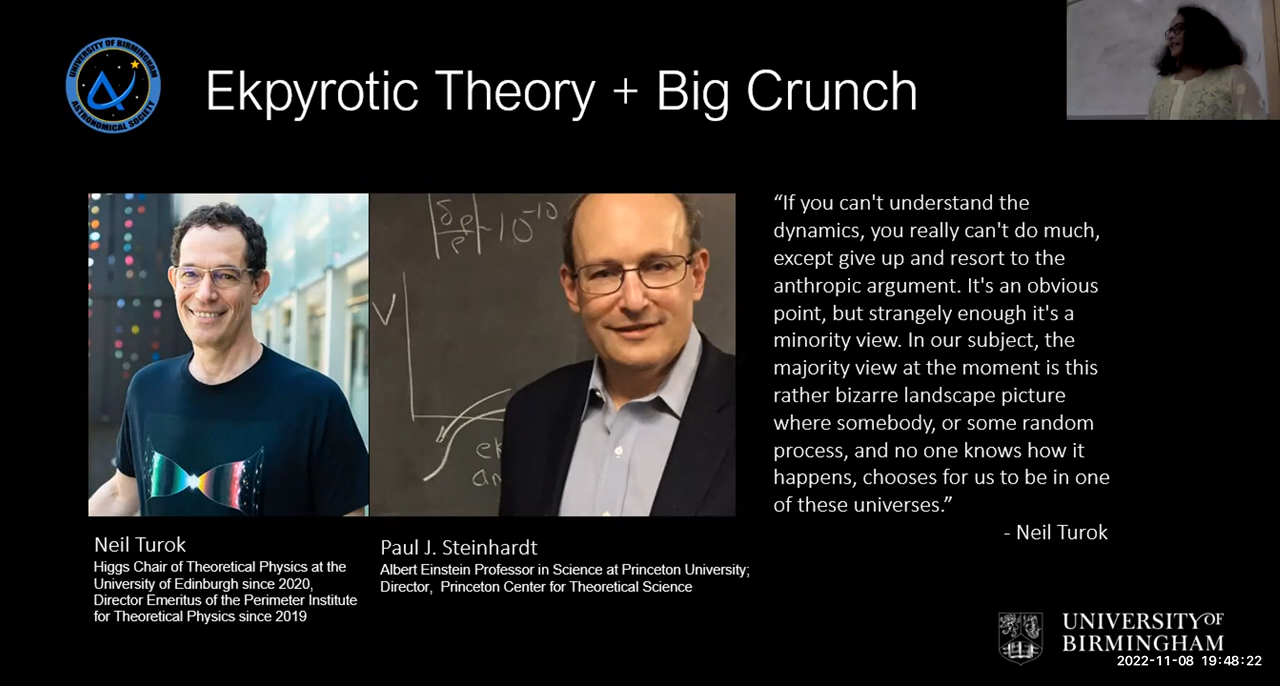 UNIVERSITY OF BIRMINGHAM
ASTRONOMICAL SOCIETY
Ekpyrotic Theory + Big Crunch
δρ
ρ
~10⁻¹⁰
V
“If you can't understand the
dynamics, you really can't do much,
except give up and resort to the
anthropic argument. It's an obvious
point, but strangely enough it's a
minority view. In our subject, the
majority view at the moment is this
rather bizarre landscape picture
where somebody, or some random
process, and no one knows how it
happens, chooses for us to be in one
of these universes.”
- Neil Turok
Neil Turok
Higgs Chair of Theoretical Physics at the
University of Edinburgh since 2020,
Director Emeritus of the Perimeter Institute
for Theoretical Physics since 2019
Paul J. Steinhardt
Albert Einstein Professor in Science at Princeton University;
Director, Princeton Center for Theoretical Science
UNIVERSITY OF
BIRMINGHAM
2022-11-08 19:48:22